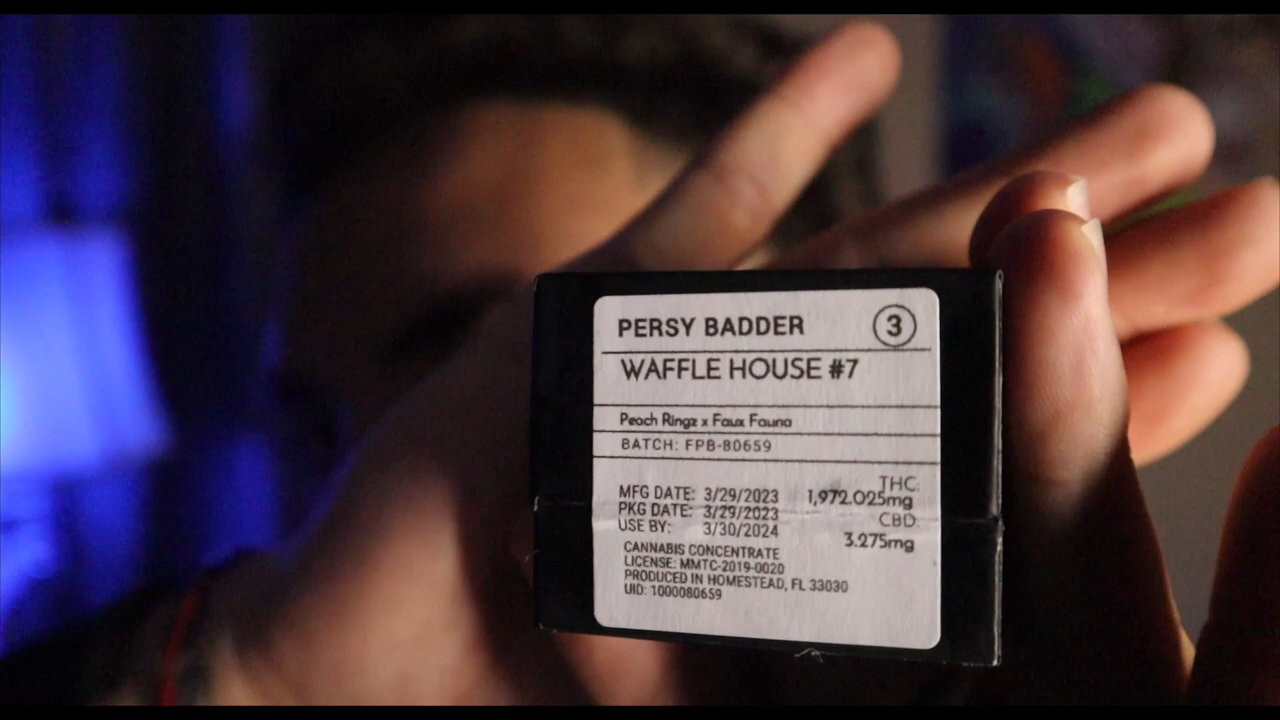 PERSY BADDER 3
WAFFLE HOUSE #7
Peach Ringz x Faux Fauna
BATCH: FPB-80659
MFG DATE: 3/29/2023
PKG DATE: 3/29/2023
USE BY: 3/30/2024
THC:
1,972.025mg
CBD:
3.275mg
CANNABIS CONCENTRATE
LICENSE: MMTC-2019-0020
PRODUCED IN HOMESTEAD, FL 33030
UID: 1000080659